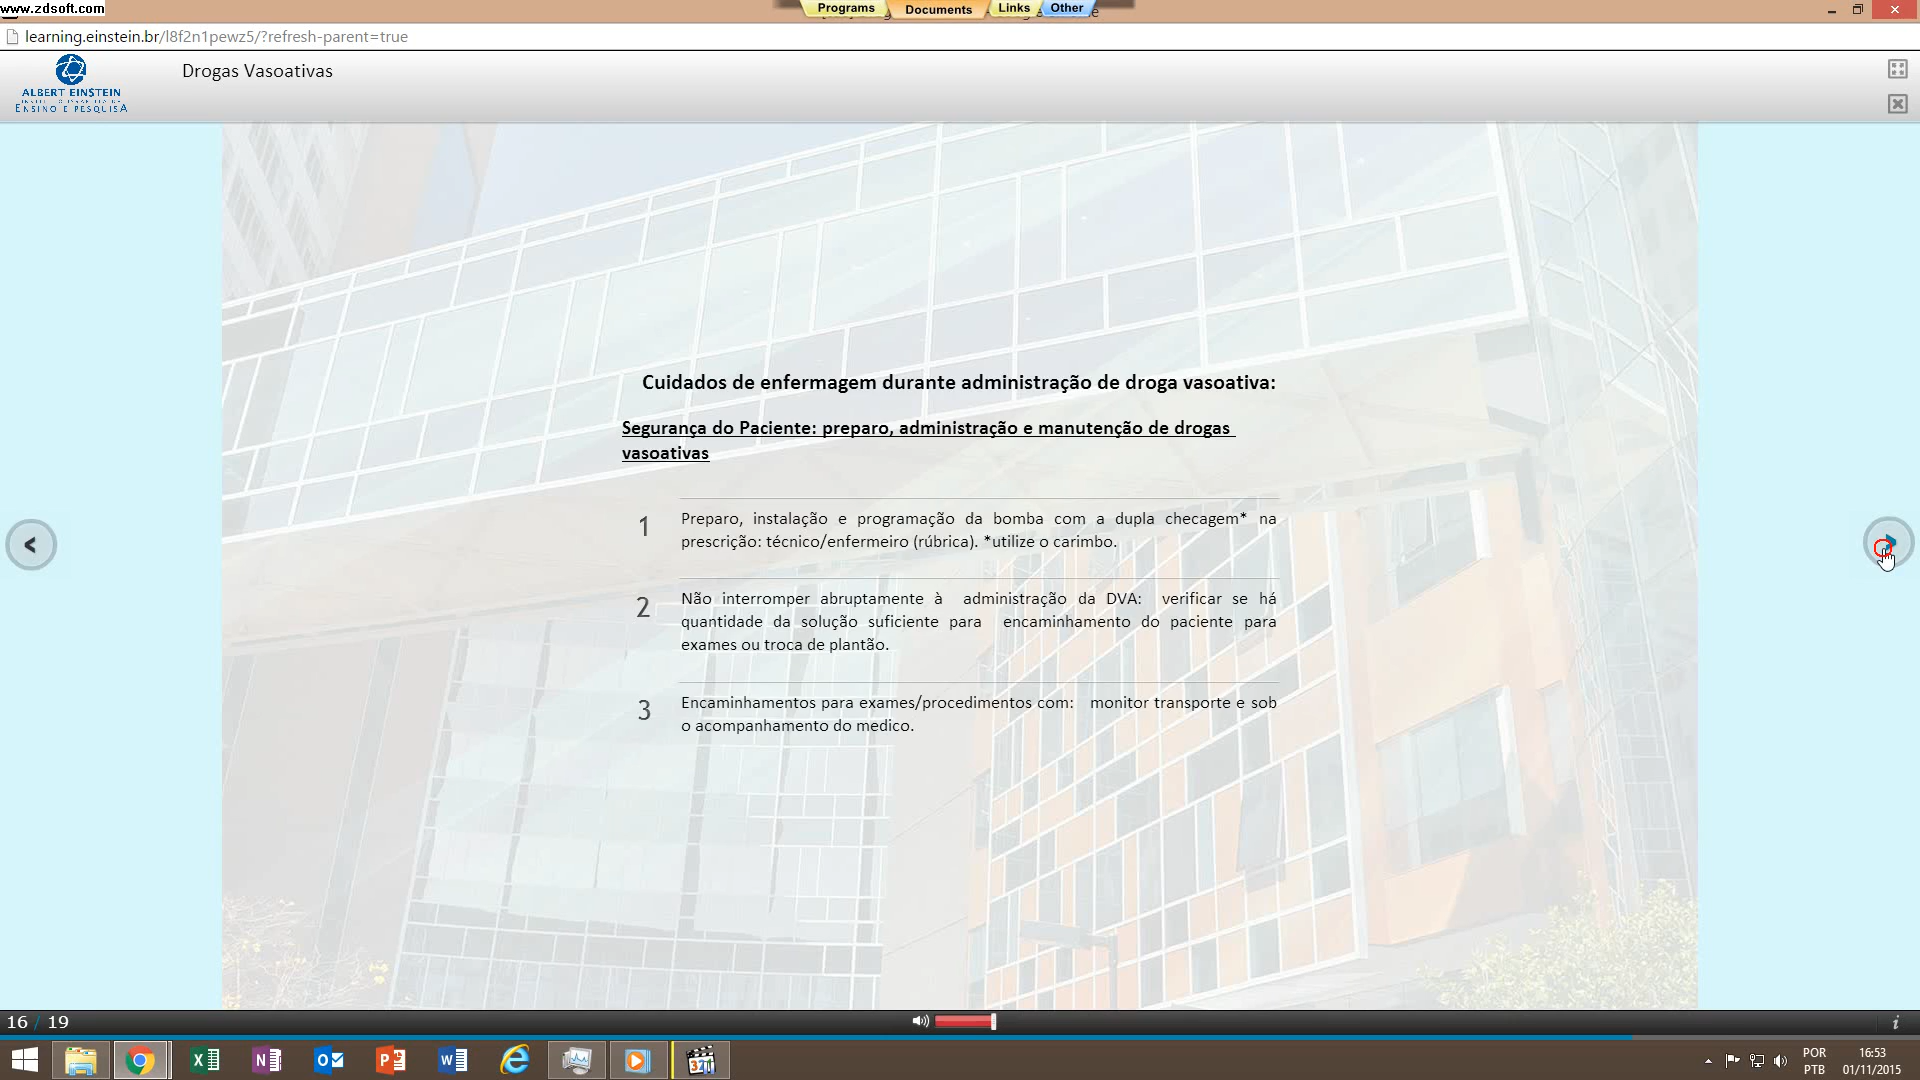 www.zdsoft.com
Programs
Documents
Links
Other
learning.einstein.br/l8f2n1pewz5/?refresh-parent=true
ALBERT EINSTEIN
ENSINO E PESQUISA
Drogas Vasoativas
Cuidados de enfermagem durante administração de droga vasoativa:
Segurança do Paciente: preparo, administração e manutenção de drogas
vasoativas
1
Preparo, instalação e programação da bomba com a dupla checagem* na
prescrição: técnico/enfermeiro (rúbrica). *utilize o carimbo.
2
Não interromper abruptamente à administração da DVA: verificar se há
quantidade da solução suficiente para encaminhamento do paciente para
exames ou troca de plantão.
3
Encaminhamentos para exames/procedimentos com: monitor transporte e sob
o acompanhamento do medico.
16 / 19
POR
PTB
16:53
01/11/2015